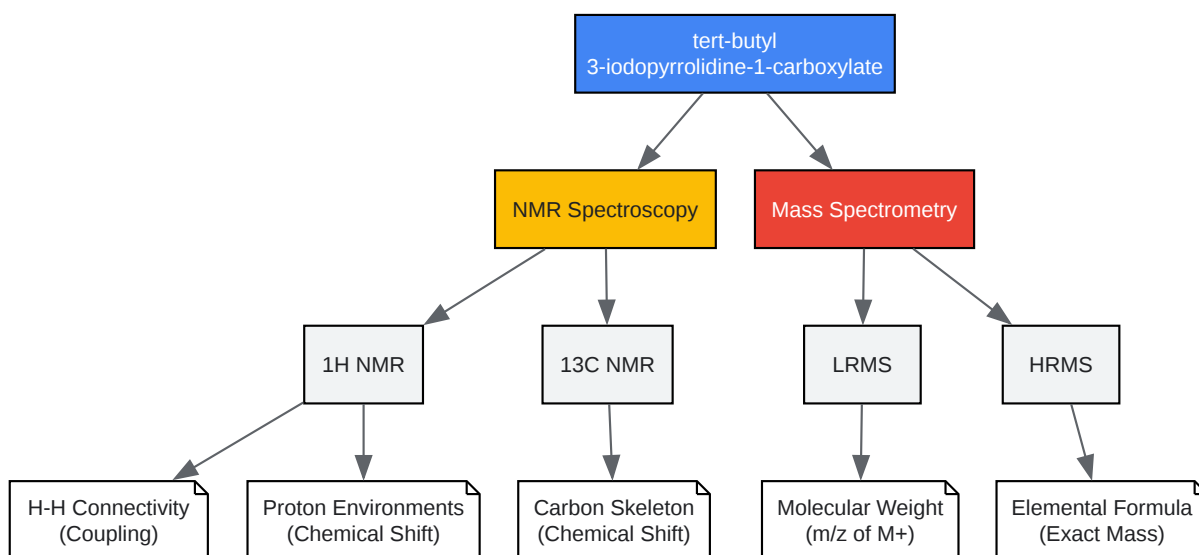 tert-butyl
3-iodopyrrolidine-1-carboxylate
NMR Spectroscopy
Mass Spectrometry
1H NMR
13C NMR
LRMS
HRMS
H-H Connectivity
(Coupling)
Proton Environments
(Chemical Shift)
Carbon Skeleton
(Chemical Shift)
Molecular Weight
(m/z of M+)
Elemental Formula
(Exact Mass)